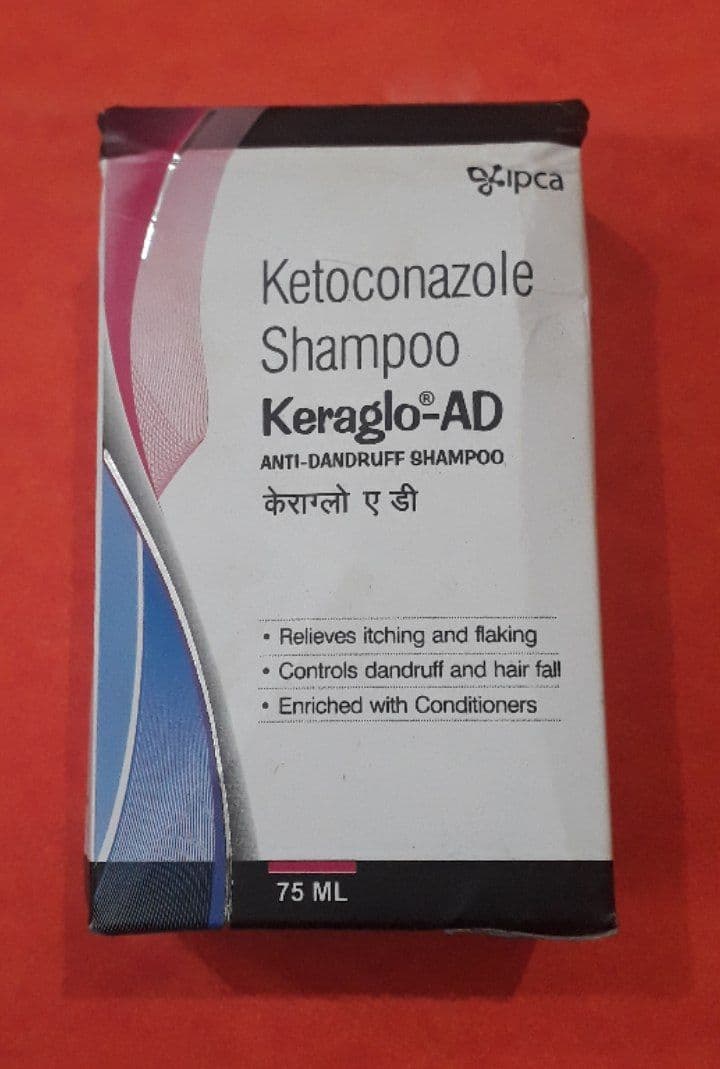 ipca
Ketoconazole
Shampoo
Keraglo®-AD
ANTI-DANDRUFF SHAMPOO
केराग्लो ए डी
• Relieves itching and flaking
• Controls dandruff and hair fall
• Enriched with Conditioners
75 ML